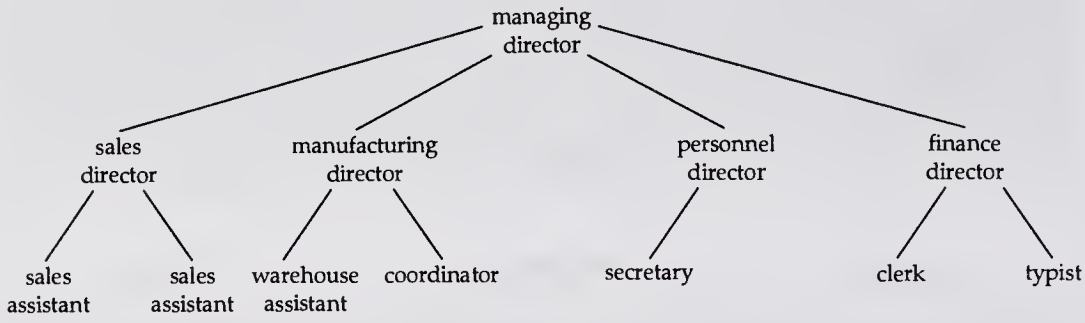 managing
director
sales
director
manufacturing
director
personnel
director
finance
director
sales
assistant
sales
assistant
warehouse
assistant
coordinator
secretary
clerk
typist